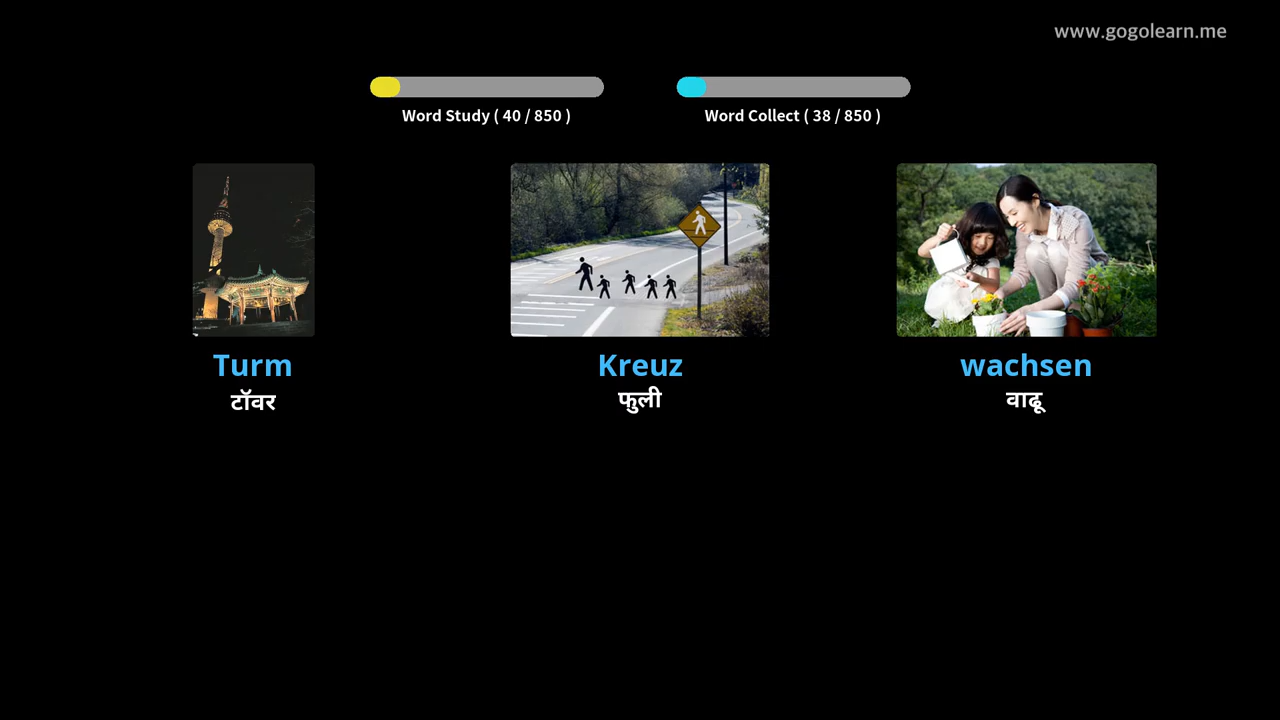 www.gogolearn.me
Word Study ( 40 / 850 )
Word Collect ( 38 / 850 )
Turm
Kreuz
wachsen
टॉवर
फुली
वाढू